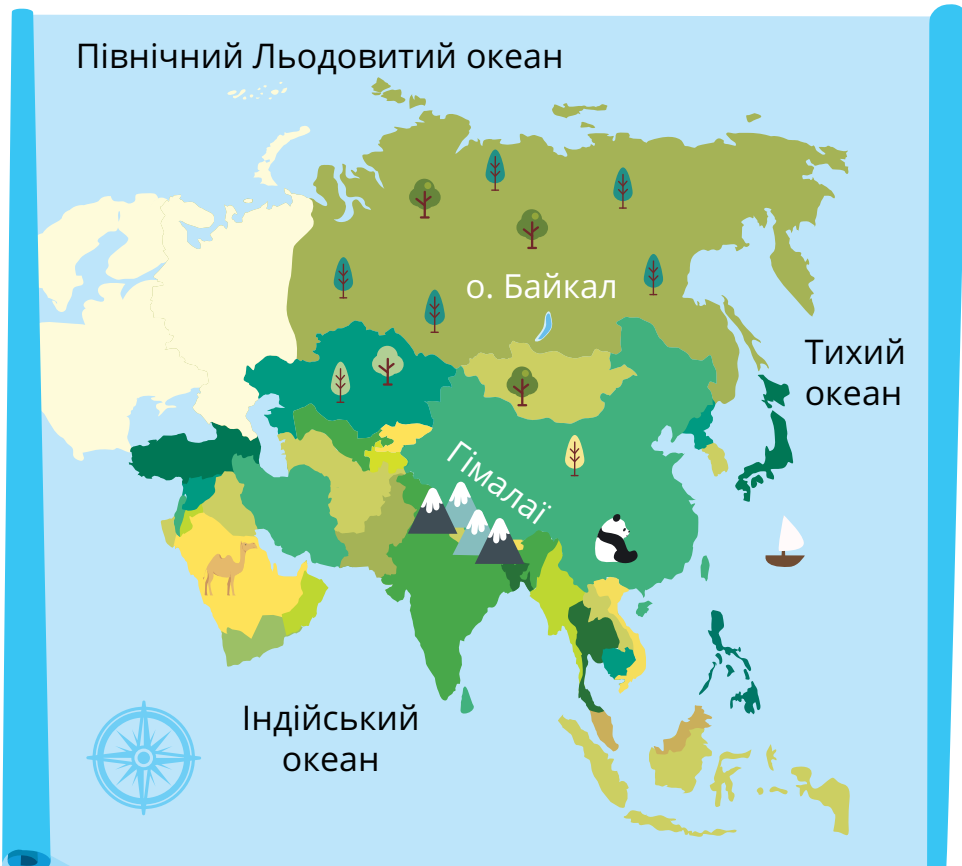 Північний Льодовитий океан
о. Байкал
Тихий
океан
Гімалаї
Індійський
океан